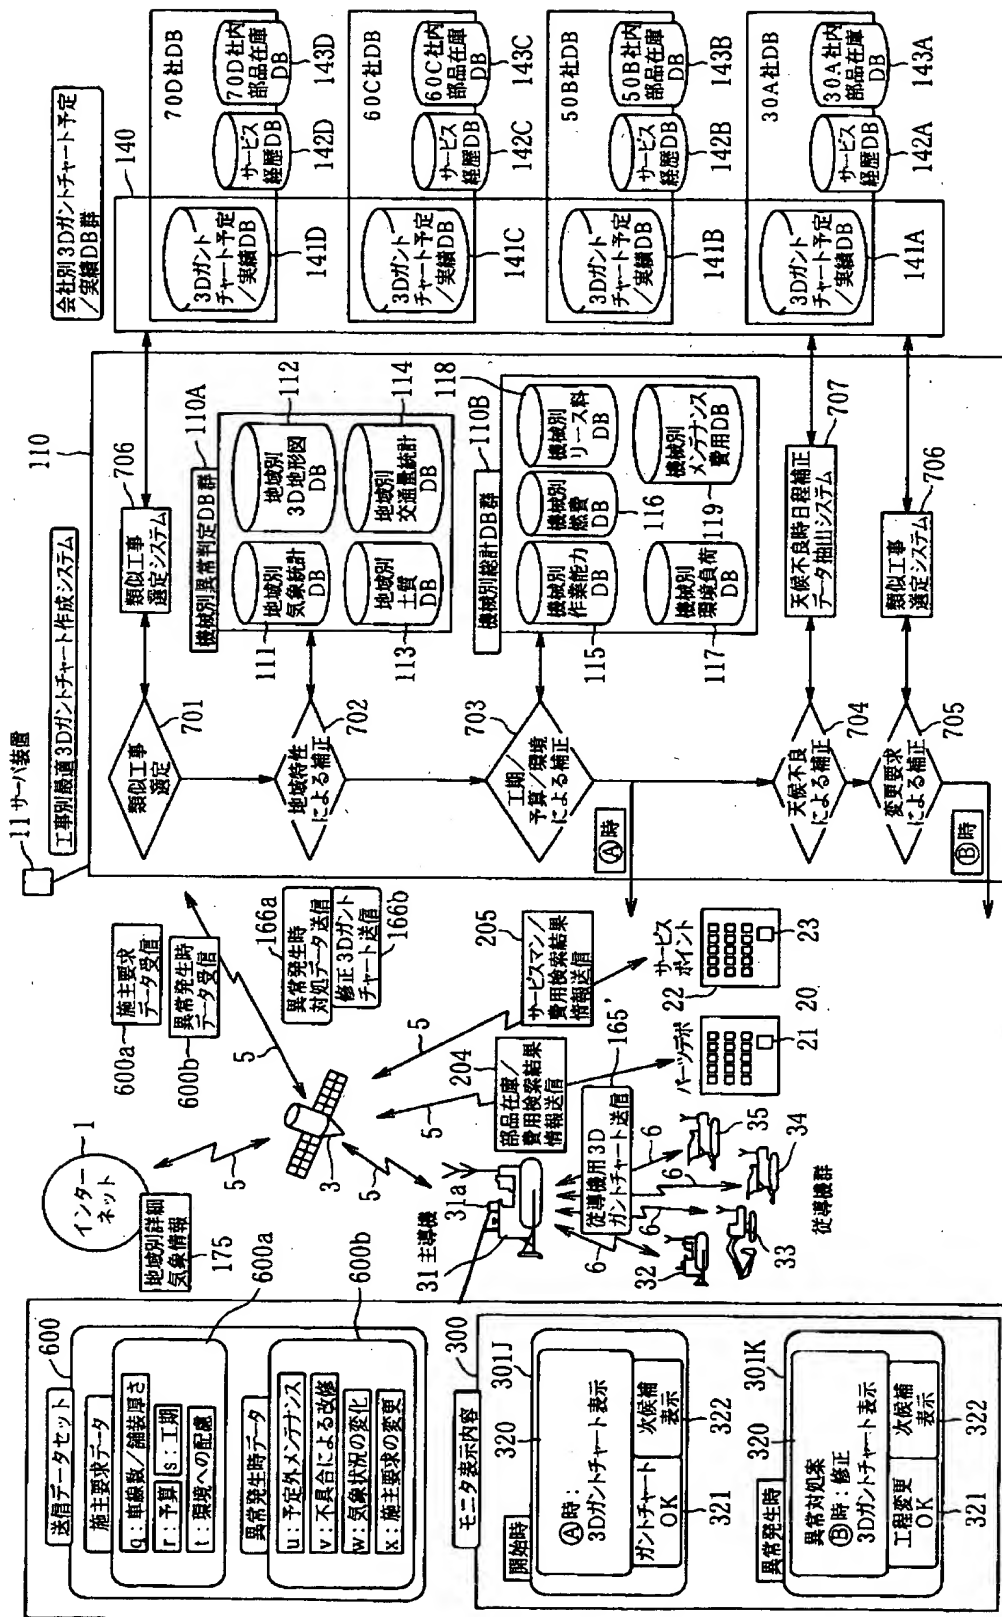 11 サーバ装置
工事別最適3Dガントチャート作成システム
110
類似工事
選定
701
類似工事
選定システム
706
地域特性
による補正
702
機械別異常判定DB群
110A
地域別
気象統計
DB
111
地域別
3D地形図
DB
112
地域別
土質
DB
113
地域別
交通量統計
DB
114
工期/
予算/環境
による補正
703
機械別総計DB群
110B
機械別
作業能力
DB
115
機械別
燃費
DB
116
機械別
リース料
DB
118
機械別
環境負荷
DB
117
機械別
メンテナンス
費用DB
119
Ⓐ時
天候不良
による補正
704
天候不良時日程補正
データ抽出システム
707
変更要求
による補正
705
類似工事
選定システム
706
Ⓑ時
会社別3Dガントチャート予定
/実績DB群
140
70D社DB
3Dガント
チャート予定
/実績DB
141D
サービス
経歴DB
142D
70D社内
部品在庫
DB
143D
60C社DB
3Dガント
チャート予定
/実績DB
141C
サービス
経歴DB
142C
60C社内
部品在庫
DB
143C
50B社DB
3Dガント
チャート予定
/実績DB
141B
サービス
経歴DB
142B
50B社内
部品在庫
DB
143B
30A社DB
3Dガント
チャート予定
/実績DB
141A
サービス
経歴DB
142A
30A社内
部品在庫
DB
143A
インター
ネット
1
地域別詳細
気象情報
175
5
3
5
5
600a
施主要求
データ受信
600b
異常発生時
データ受信
166a
異常発生時
対処データ送信
修正3Dガント
チャート送信
166b
5
205
サービスマン/
費用検索結果
情報送信
5
204
部品在庫/
費用検索結果
情報送信
サービス
ポイント
22
23
20
パーツデポ
21
31a
31 主導機
従導機用3D
ガントチャート送信
165'
6
6
6
6
32
33
34
35
従導機群
送信データセット
600
施主要求データ
600a
q:車線数/舗装厚さ
r:予算
s:工期
t:環境への配慮
異常発生時データ
600b
u:予定外メンテナンス
v:不具合による改修
w:気象状況の変化
x:施主要求の変更
モニタ表示内容
300
開始時
320
301J
Ⓐ時:
3Dガントチャート表示
ガントチャート
OK
321
次候補
表示
322
異常発生時
320
301K
異常対処案
Ⓑ時:修正
3Dガントチャート表示
工程変更
OK
321
次候補
表示
322